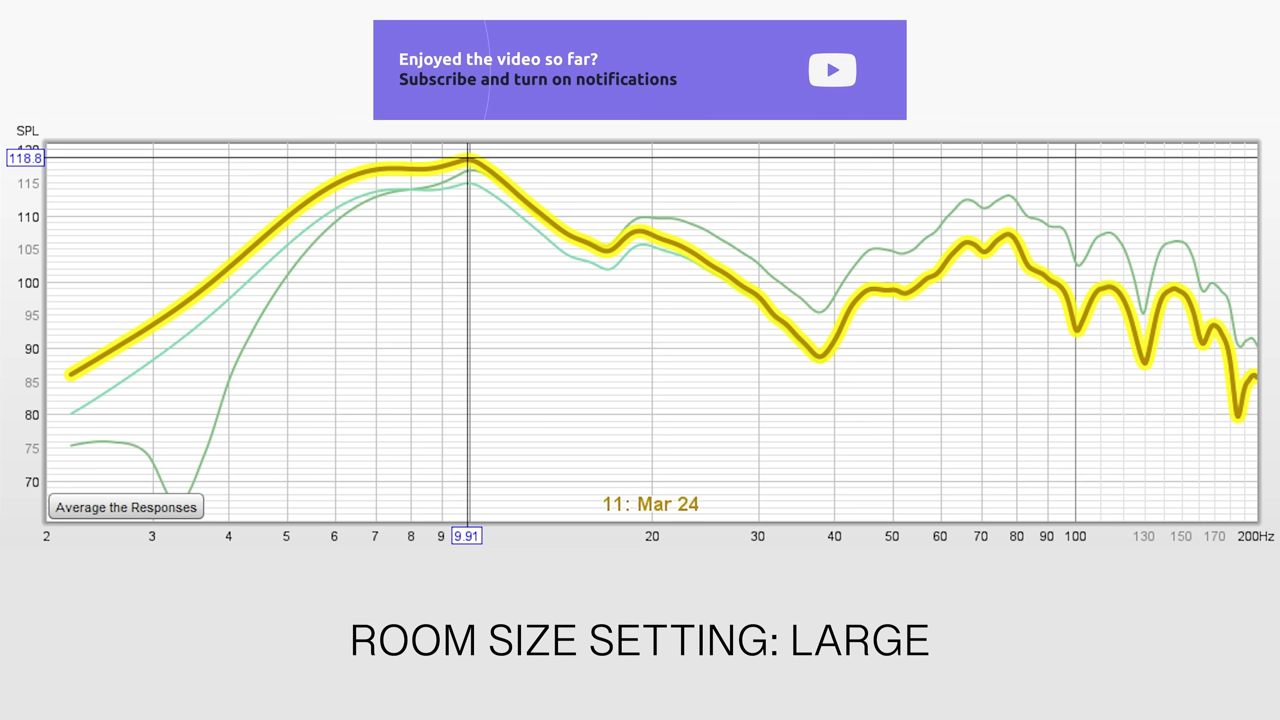 Enjoyed the video so far?
Subscribe and turn on notifications
SPL
120
118.8
115
110
105
100
95
90
85
80
75
70
Average the Responses
11: Mar 24
2 3 4 5 6 7 8 9 9.91 20 30 40 50 60 70 80 90 100 130 150 170 200Hz
ROOM SIZE SETTING: LARGE